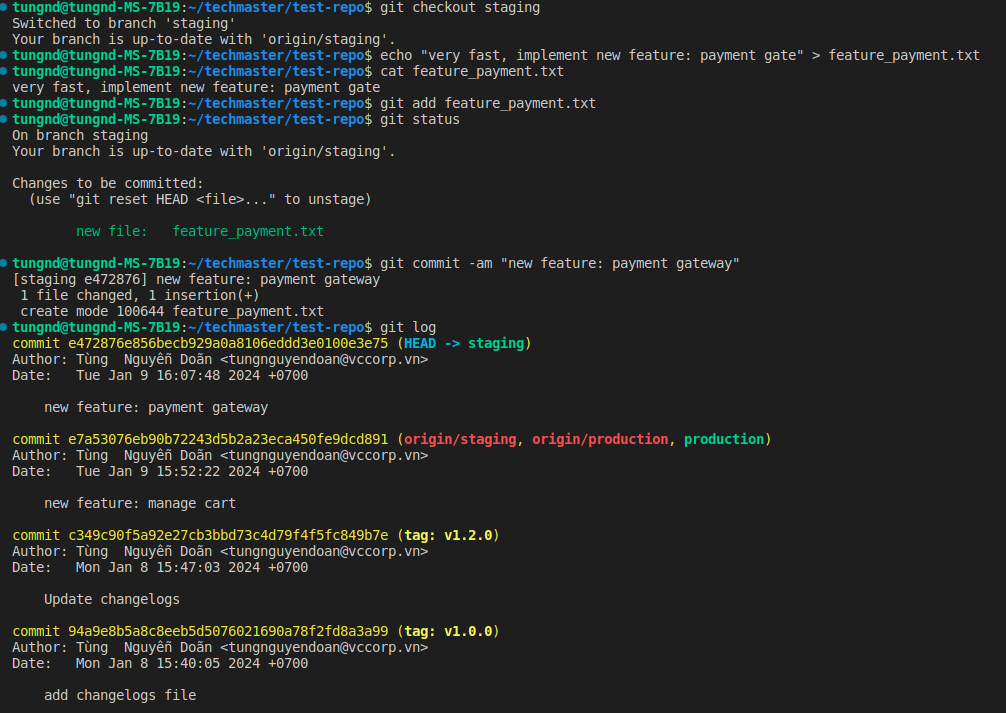 tungnd@tungnd-MS-7B19:~/techmaster/test-repo$ git checkout staging
Switched to branch 'staging'
Your branch is up-to-date with 'origin/staging'.
tungnd@tungnd-MS-7B19:~/techmaster/test-repo$ echo "very fast, implement new feature: payment gate" > feature_payment.txt
tungnd@tungnd-MS-7B19:~/techmaster/test-repo$ cat feature_payment.txt
very fast, implement new feature: payment gate
tungnd@tungnd-MS-7B19:~/techmaster/test-repo$ git add feature_payment.txt
tungnd@tungnd-MS-7B19:~/techmaster/test-repo$ git status
On branch staging
Your branch is up-to-date with 'origin/staging'.
Changes to be committed:
(use "git reset HEAD <file>..." to unstage)
new file:   feature_payment.txt
tungnd@tungnd-MS-7B19:~/techmaster/test-repo$ git commit -am "new feature: payment gateway"
[staging e472876] new feature: payment gateway
1 file changed, 1 insertion(+)
create mode 100644 feature_payment.txt
tungnd@tungnd-MS-7B19:~/techmaster/test-repo$ git log
commit e472876e856becb929a0a8106eddd3e0100e3e75 (HEAD -> staging)
Author: Tùng  Nguyễn Doãn <tungnguyendoan@vccorp.vn>
Date:   Tue Jan 9 16:07:48 2024 +0700
new feature: payment gateway
commit e7a53076eb90b72243d5b2a23eca450fe9dcd891 (origin/staging, origin/production, production)
Author: Tùng  Nguyễn Doãn <tungnguyendoan@vccorp.vn>
Date:   Tue Jan 9 15:52:22 2024 +0700
new feature: manage cart
commit c349c90f5a92e27cb3bbd73c4d79f4f5fc849b7e (tag: v1.2.0)
Author: Tùng  Nguyễn Doãn <tungnguyendoan@vccorp.vn>
Date:   Mon Jan 8 15:47:03 2024 +0700
Update changelogs
commit 94a9e8b5a8c8eeb5d5076021690a78f2fd8a3a99 (tag: v1.0.0)
Author: Tùng  Nguyễn Doãn <tungnguyendoan@vccorp.vn>
Date:   Mon Jan 8 15:40:05 2024 +0700
add changelogs file